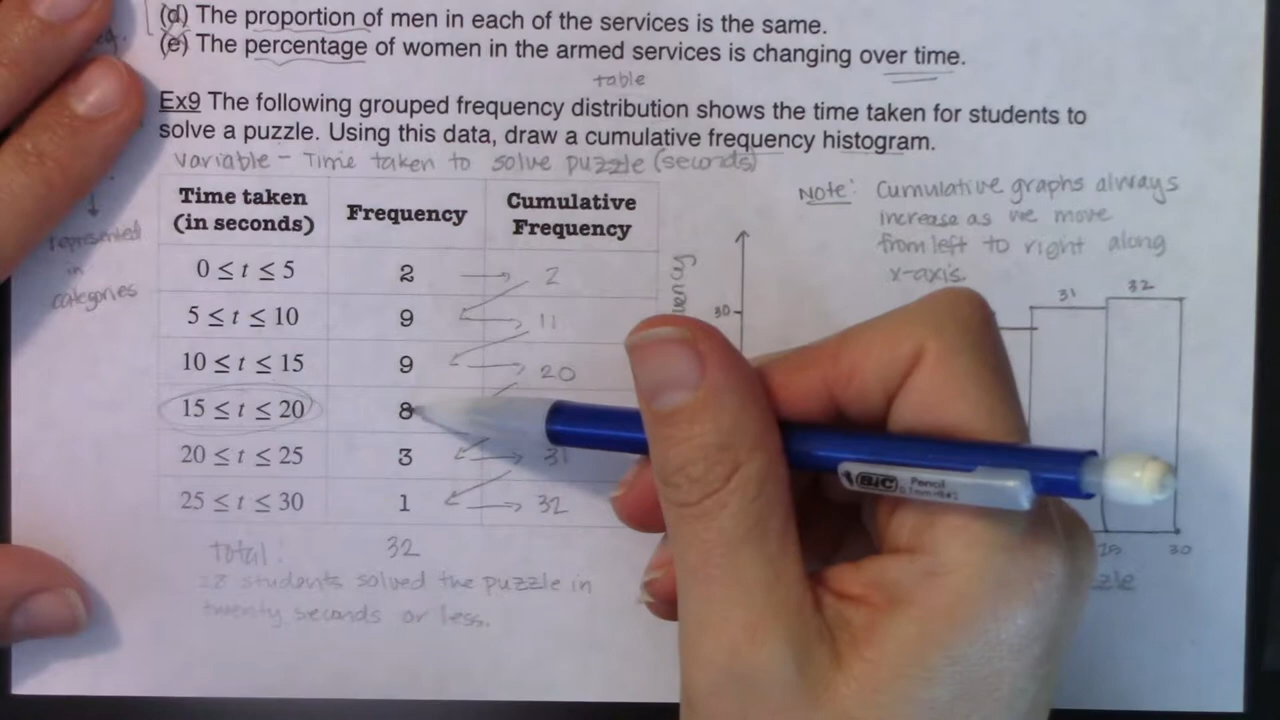 (d) The proportion of men in each of the services is the same.
(e) The percentage of women in the armed services is changing over time.
table
Ex9 The following grouped frequency distribution shows the time taken for students to
solve a puzzle. Using this data, draw a cumulative frequency histogram.
Variable - Time taken to solve puzzle (seconds)
Time taken (in seconds) Frequency Cumulative Frequency
0 ≤ t ≤ 5 2 2
5 ≤ t ≤ 10 9 11
10 ≤ t ≤ 15 9 20
15 ≤ t ≤ 20 8
20 ≤ t ≤ 25 3 31
25 ≤ t ≤ 30 1 32
Total: 32
28 students solved the puzzle in
twenty seconds or less.
represented
in
categories
Note: Cumulative graphs always
increase as we move
from left to right along
x-axis.
30
31
32
25 30
BIC Pencil